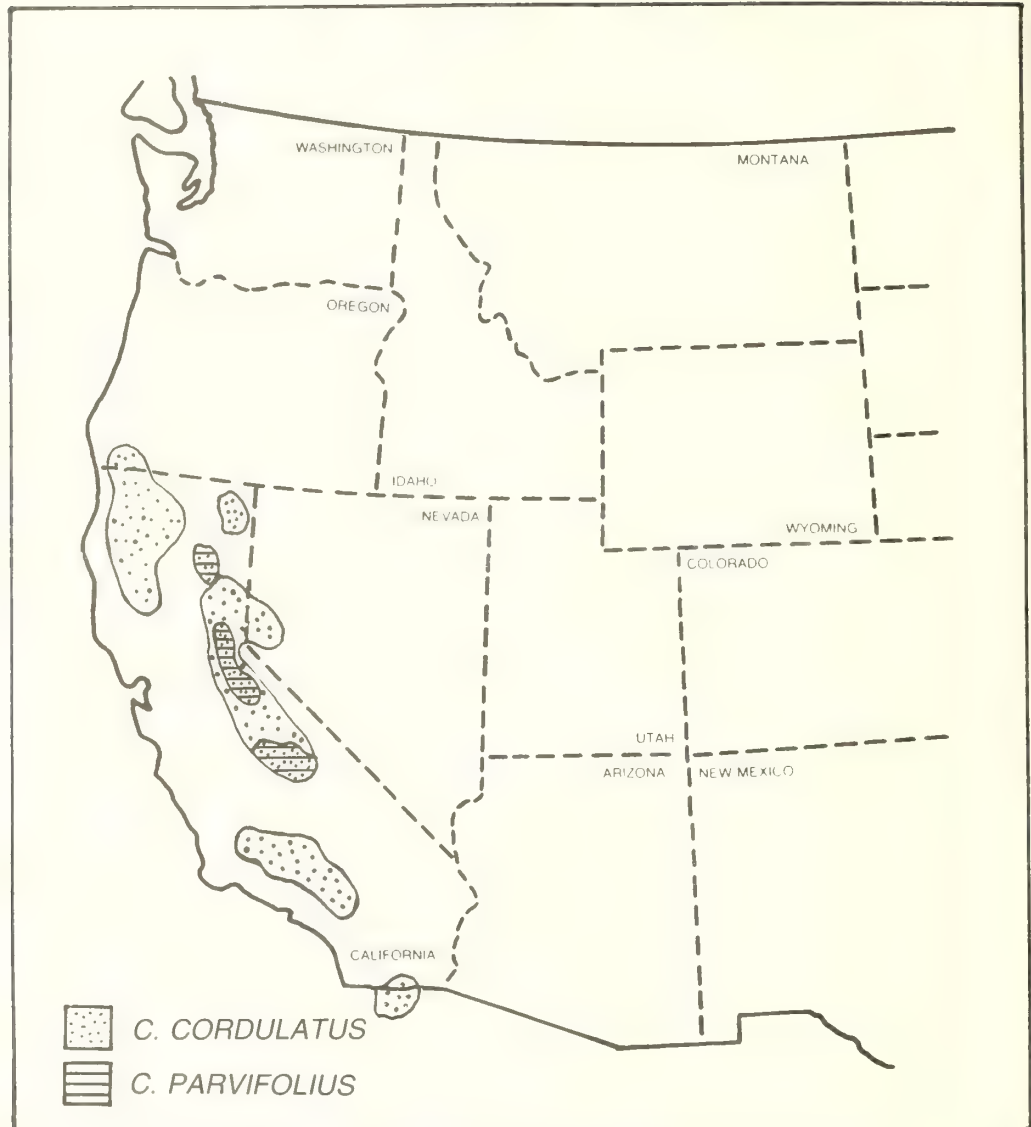 WASHINGTON
MONTANA
OREGON
IDAHO
NEVADA
WYOMING
COLORADO
UTAH
ARIZONA
NEW MEXICO
CALIFORNIA
C. CORDULATUS
C. PARVIFOLIUS